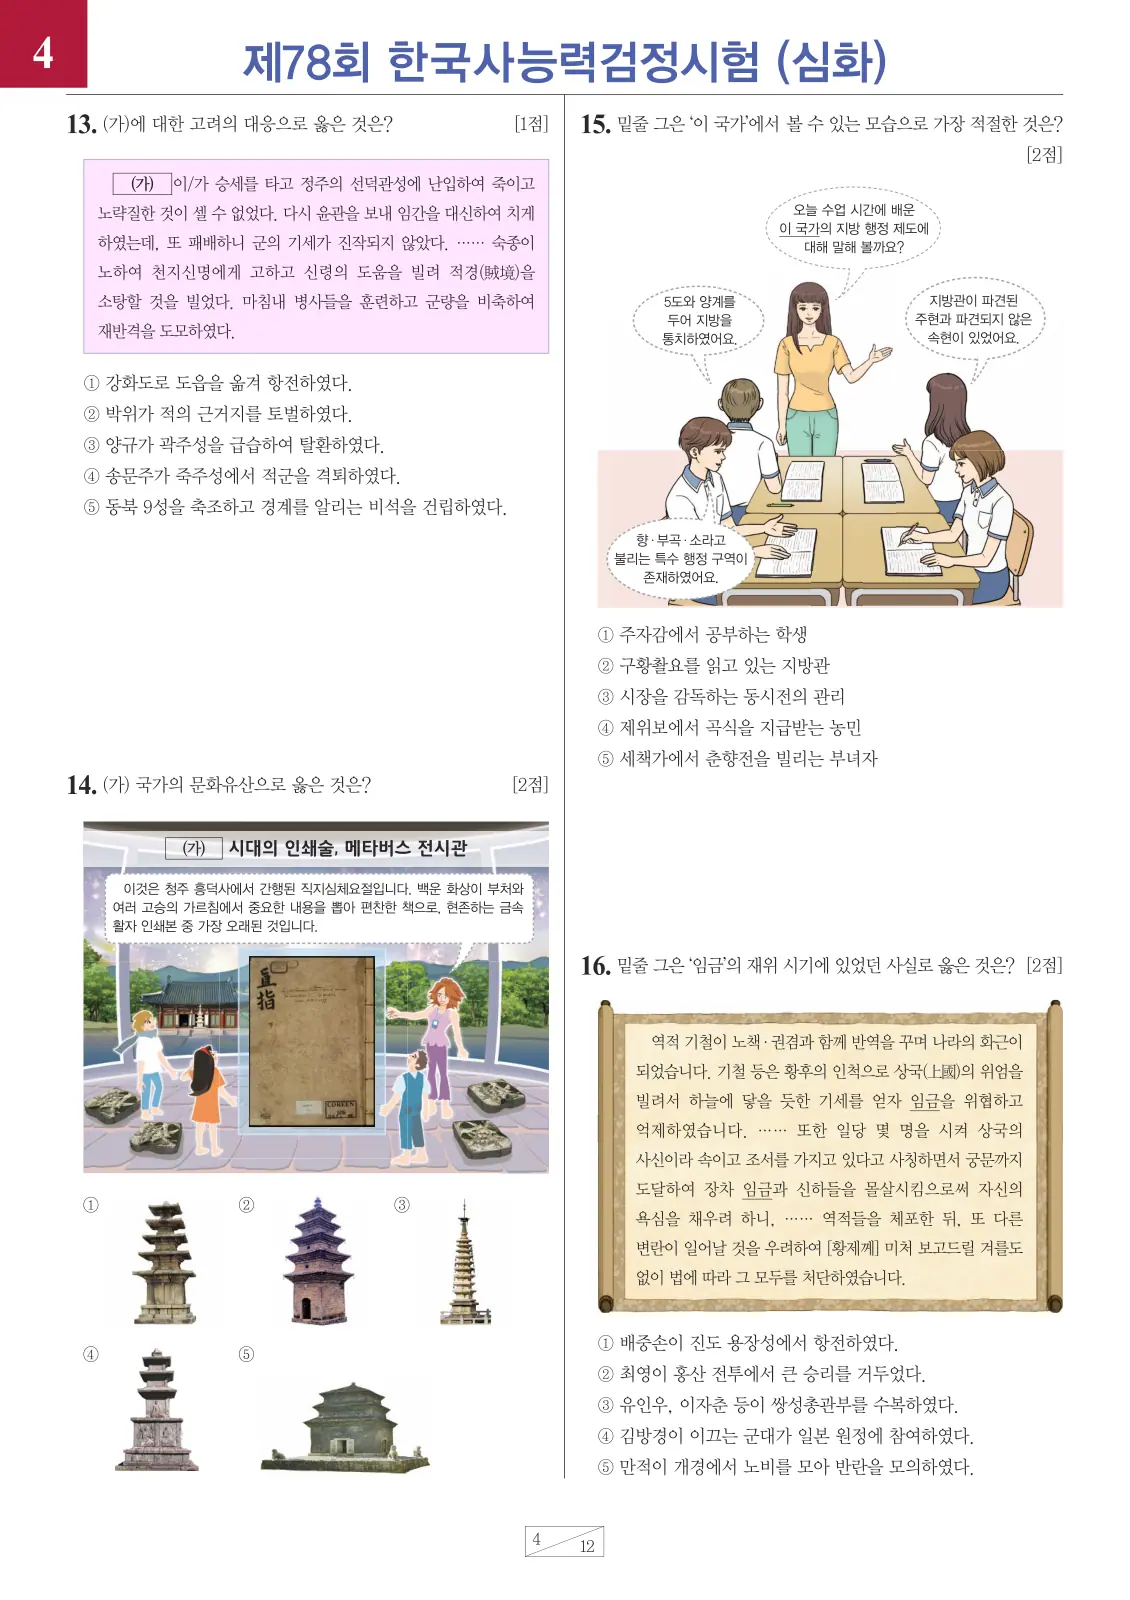 4
제78회 한국사능력검정시험 (심화)
13. (가)에 대한 고려의 대응으로 옳은 것은? [1점]
(가) 이/가 승세를 타고 정주의 선덕관성에 난입하여 죽이고
노략질한 것이 셀 수 없었다. 다시 윤관을 보내 임간을 대신하여 치게
하였는데, 또 패배하니 군의 기세가 진작되지 않았다. …… 숙종이
노하여 천지신명에게 고하고 신령의 도움을 빌려 적경(賊境)을
소탕할 것을 빌었다. 마침내 병사들을 훈련하고 군량을 비축하여
재반격을 도모하였다.
① 강화도로 도읍을 옮겨 항전하였다.
② 박위가 적의 근거지를 토벌하였다.
③ 양규가 곽주성을 급습하여 탈환하였다.
④ 송문주가 죽주성에서 적군을 격퇴하였다.
⑤ 동북 9성을 축조하고 경계를 알리는 비석을 건립하였다.
14. (가) 국가의 문화유산으로 옳은 것은? [2점]
(가) 시대의 인쇄술, 메타버스 전시관
이것은 청주 흥덕사에서 간행된 직지심체요절입니다. 백운 화상이 부처와
여러 고승의 가르침에서 중요한 내용을 뽑아 편찬한 책으로, 현존하는 금속
활자 인쇄본 중 가장 오래된 것입니다.
直指
COREEN
109
① ② ③
④ ⑤
15. 밑줄 그은 ‘이 국가’에서 볼 수 있는 모습으로 가장 적절한 것은?
[2점]
오늘 수업 시간에 배운
이 국가의 지방 행정 제도에
대해 말해 볼까요?
5도와 양계를
두어 지방을
통치하였어요.
지방관이 파견된
주현과 파견되지 않은
속현이 있었어요.
향·부곡·소라고
불리는 특수 행정 구역이
존재하였어요.
① 주자감에서 공부하는 학생
② 구황촬요를 읽고 있는 지방관
③ 시장을 감독하는 동시전의 관리
④ 제위보에서 곡식을 지급받는 농민
⑤ 세책가에서 춘향전을 빌리는 부녀자
16. 밑줄 그은 ‘임금’의 재위 시기에 있었던 사실로 옳은 것은? [2점]
역적 기철이 노책·권겸과 함께 반역을 꾸며 나라의 화근이
되었습니다. 기철 등은 황후의 인척으로 상국(上國)의 위엄을
빌려서 하늘에 닿을 듯한 기세를 얻자 임금을 위협하고
억제하였습니다. …… 또한 일당 몇 명을 시켜 상국의
사신이라 속이고 조서를 가지고 있다고 사칭하면서 궁문까지
도달하여 장차 임금과 신하들을 몰살시킴으로써 자신의
욕심을 채우려 하니, …… 역적들을 체포한 뒤, 또 다른
변란이 일어날 것을 우려하여 [황제께] 미처 보고드릴 겨를도
없이 법에 따라 그 모두를 처단하였습니다.
① 배중손이 진도 용장성에서 항전하였다.
② 최영이 홍산 전투에서 큰 승리를 거두었다.
③ 유인우, 이자춘 등이 쌍성총관부를 수복하였다.
④ 김방경이 이끄는 군대가 일본 원정에 참여하였다.
⑤ 만적이 개경에서 노비를 모아 반란을 모의하였다.
4
12